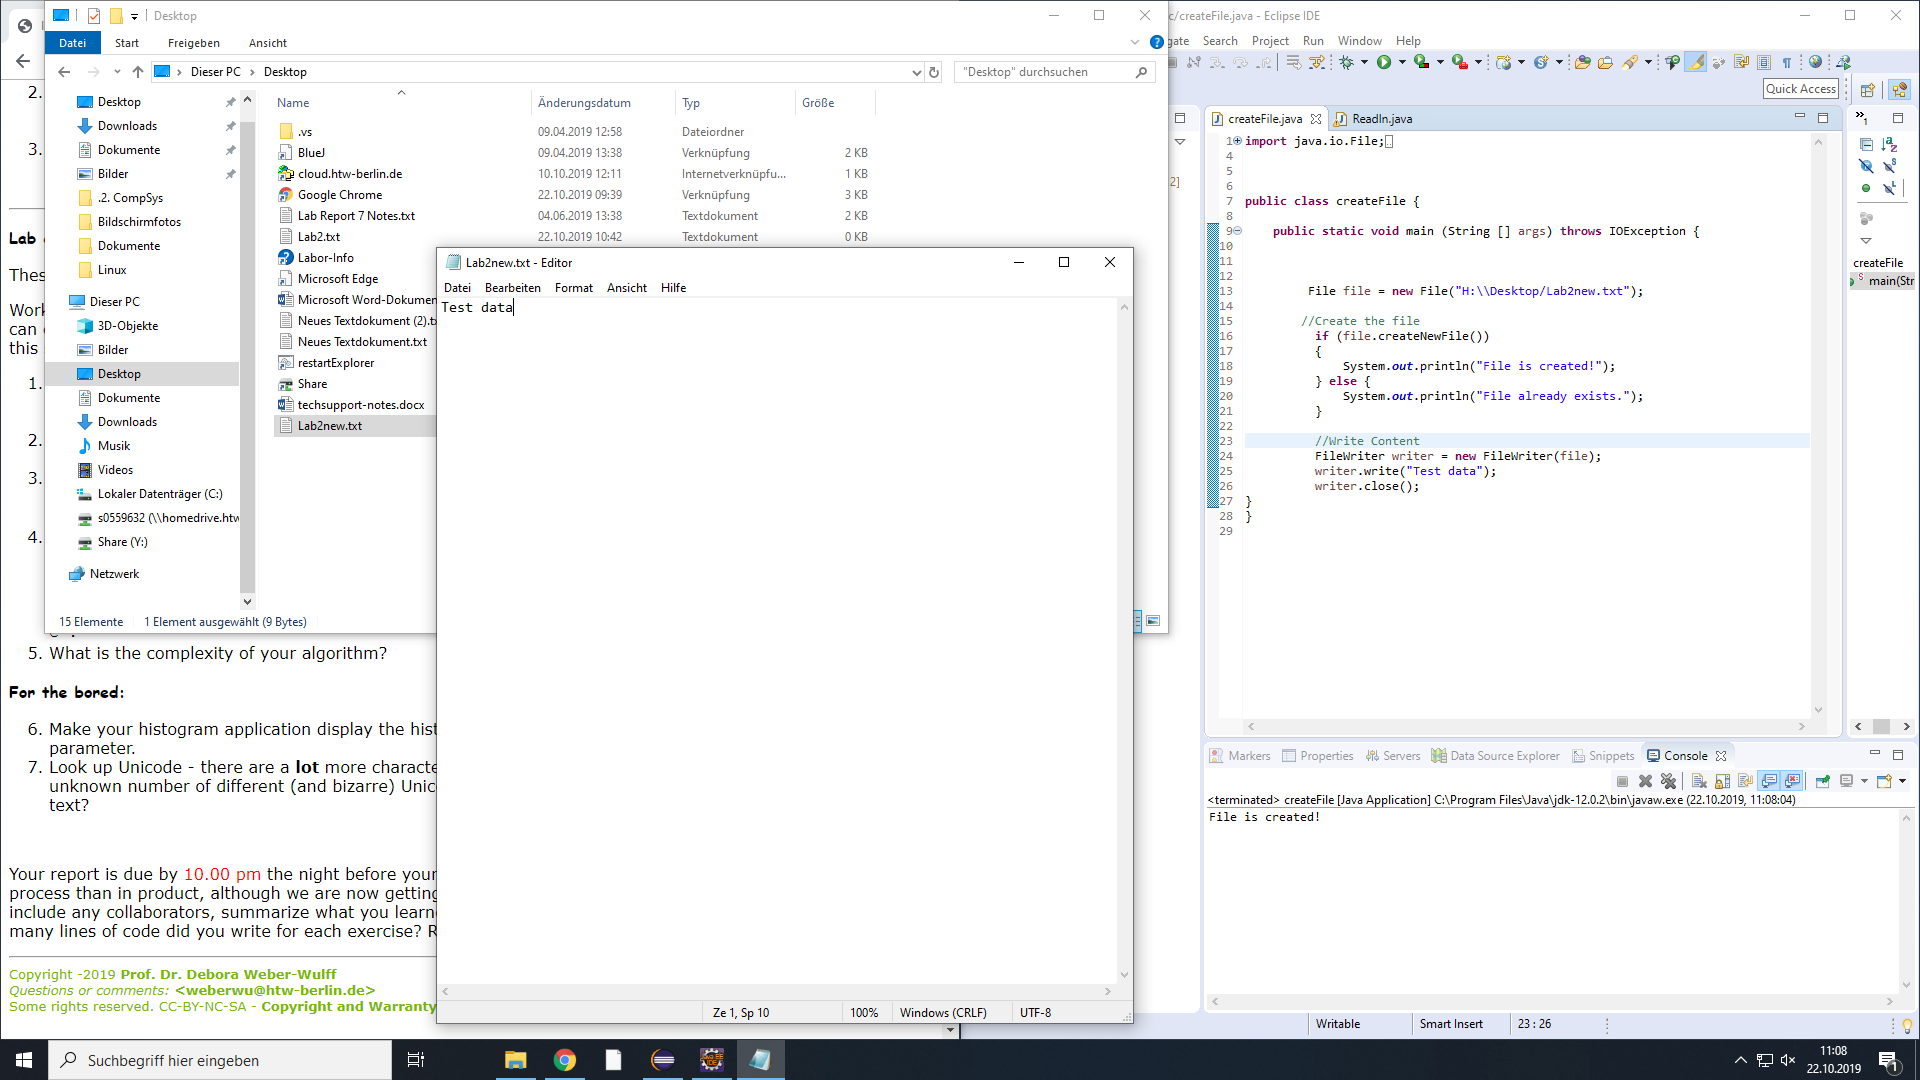 Desktop
Datei Start Freigeben Ansicht
Dieser PC Desktop
"Desktop" durchsuchen
Desktop
Downloads
Dokumente
Bilder
.2. CompSys
Bildschirmfotos
Dokumente
Linux
Dieser PC
3D-Objekte
Bilder
Desktop
Dokumente
Downloads
Musik
Videos
Lokaler Datenträger (C:)
s0559632 (\\homedrive.htw
Share (Y:)
Netzwerk
Name Änderungsdatum Typ Größe
.vs 09.04.2019 12:58 Dateiordner
BlueJ 09.04.2019 13:38 Verknüpfung 2 KB
cloud.htw-berlin.de 10.10.2019 12:11 Internetverknüpfu... 1 KB
Google Chrome 22.10.2019 09:39 Verknüpfung 3 KB
Lab Report 7 Notes.txt 04.06.2019 13:38 Textdokument 2 KB
Lab2.txt 22.10.2019 10:42 Textdokument 0 KB
Labor-Info
Microsoft Edge
Microsoft Word-Dokumen
Neues Textdokument (2).tx
Neues Textdokument.txt
restartExplorer
Share
techsupport-notes.docx
Lab2new.txt
15 Elemente 1 Element ausgewählt (9 Bytes)
Lab2new.txt - Editor
Datei Bearbeiten Format Ansicht Hilfe
Test data
Ze 1, Sp 10 100% Windows (CRLF) UTF-8
2.
3.
Lab
Thes
Work
can
this
1.
2.
3.
4.
5. What is the complexity of your algorithm?
For the bored:
6. Make your histogram application display the hist
parameter.
7. Look up Unicode - there are a lot more characte
unknown number of different (and bizarre) Unico
text?
Your report is due by 10.00 pm the night before your
process than in product, although we are now getting
include any collaborators, summarize what you learn
many lines of code did you write for each exercise? R
Copyright -2019 Prof. Dr. Debora Weber-Wulff
Questions or comments: <weberwu@htw-berlin.de>
Some rights reserved. CC-BY-NC-SA - Copyright and Warranty
c/createFile.java - Eclipse IDE
gate Search Project Run Window Help
Quick Access
2]
createFile.java ReadIn.java
1 import java.io.File;
4
5
6
7 public class createFile {
8
9 public static void main (String [] args) throws IOException {
10
11
12
13 File file = new File("H:\\Desktop/Lab2new.txt");
14
15 //Create the file
16 if (file.createNewFile())
17 {
18 System.out.println("File is created!");
19 } else {
20 System.out.println("File already exists.");
21 }
22
23 //Write Content
24 FileWriter writer = new FileWriter(file);
25 writer.write("Test data");
26 writer.close();
27 }
28 }
29
createFile
main(Str
Markers Properties Servers Data Source Explorer Snippets Console
<terminated> createFile [Java Application] C:\Program Files\Java\jdk-12.0.2\bin\javaw.exe (22.10.2019, 11:08:04)
File is created!
Writable Smart Insert 23 : 26
Suchbegriff hier eingeben
11:08
22.10.2019
1